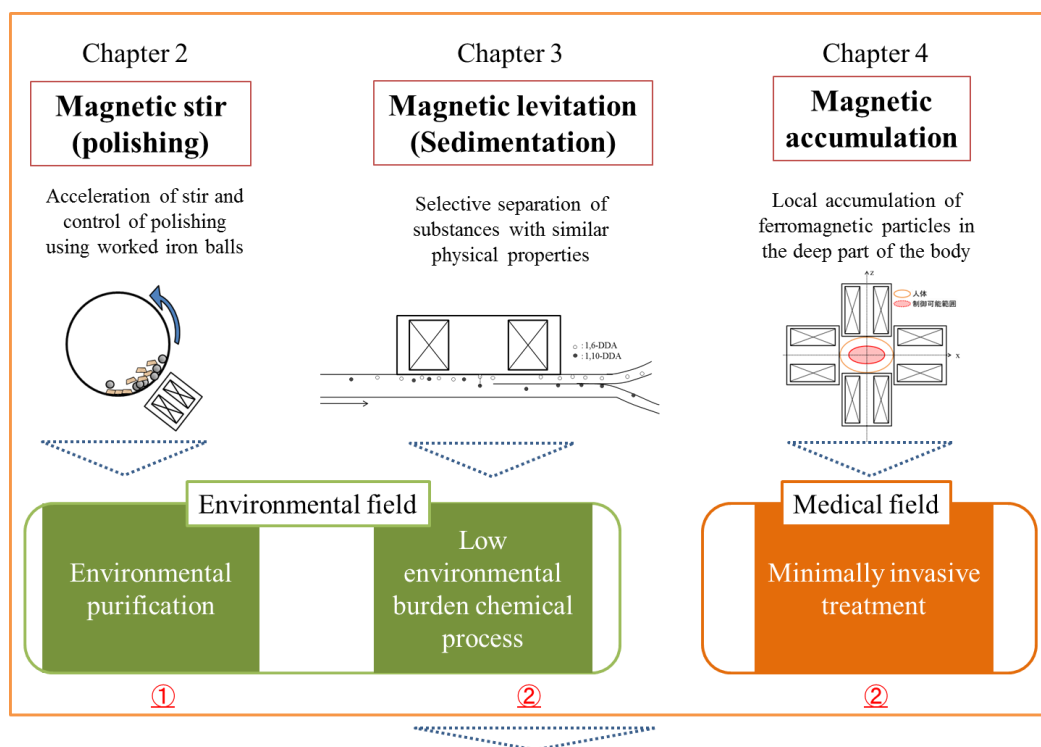 Chapter 2
Magnetic stir
(polishing)
Acceleration of stir and
control of polishing
using worked iron balls
Chapter 3
Magnetic levitation
(Sedimentation)
Selective separation of
substances with similar
physical properties
○ : 1,6-DDA
● : 1,10-DDA
Chapter 4
Magnetic
accumulation
Local accumulation of
ferromagnetic particles in
the deep part of the body
z
人体
制御可能範囲
x
Environmental field
Environmental
purification
Low
environmental
burden chemical
process
Medical field
Minimally invasive
treatment
①
②
②